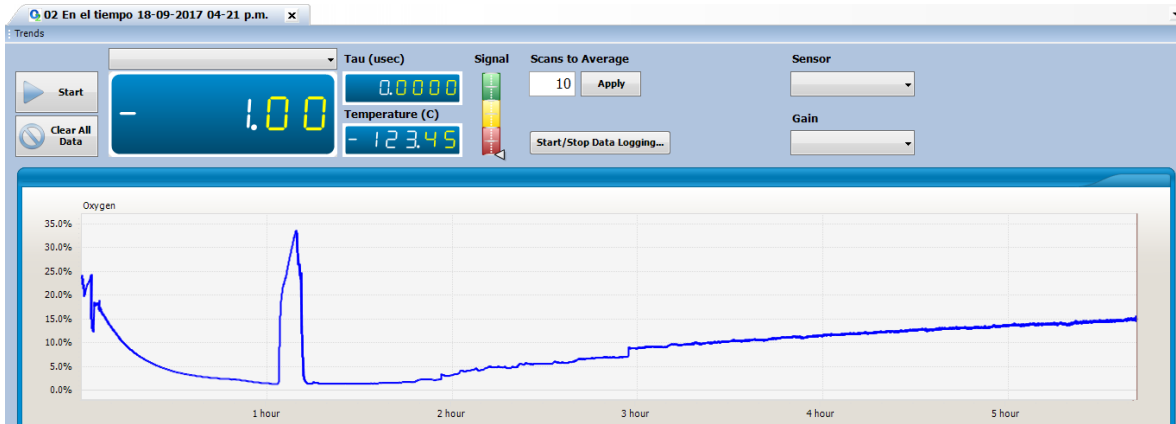 02 En el tiempo 18-09-2017 04-21 p.m. x
Trends
Tau (usec) Signal Scans to Average Sensor
Start
- 1.00
0.0000
10 Apply
Temperature (C)
Gain
Clear All
Data
- 123.45
Start/Stop Data Logging...
Oxygen
35.0%
30.0%
25.0%
20.0%
15.0%
10.0%
5.0%
0.0%
1 hour 2 hour 3 hour 4 hour 5 hour